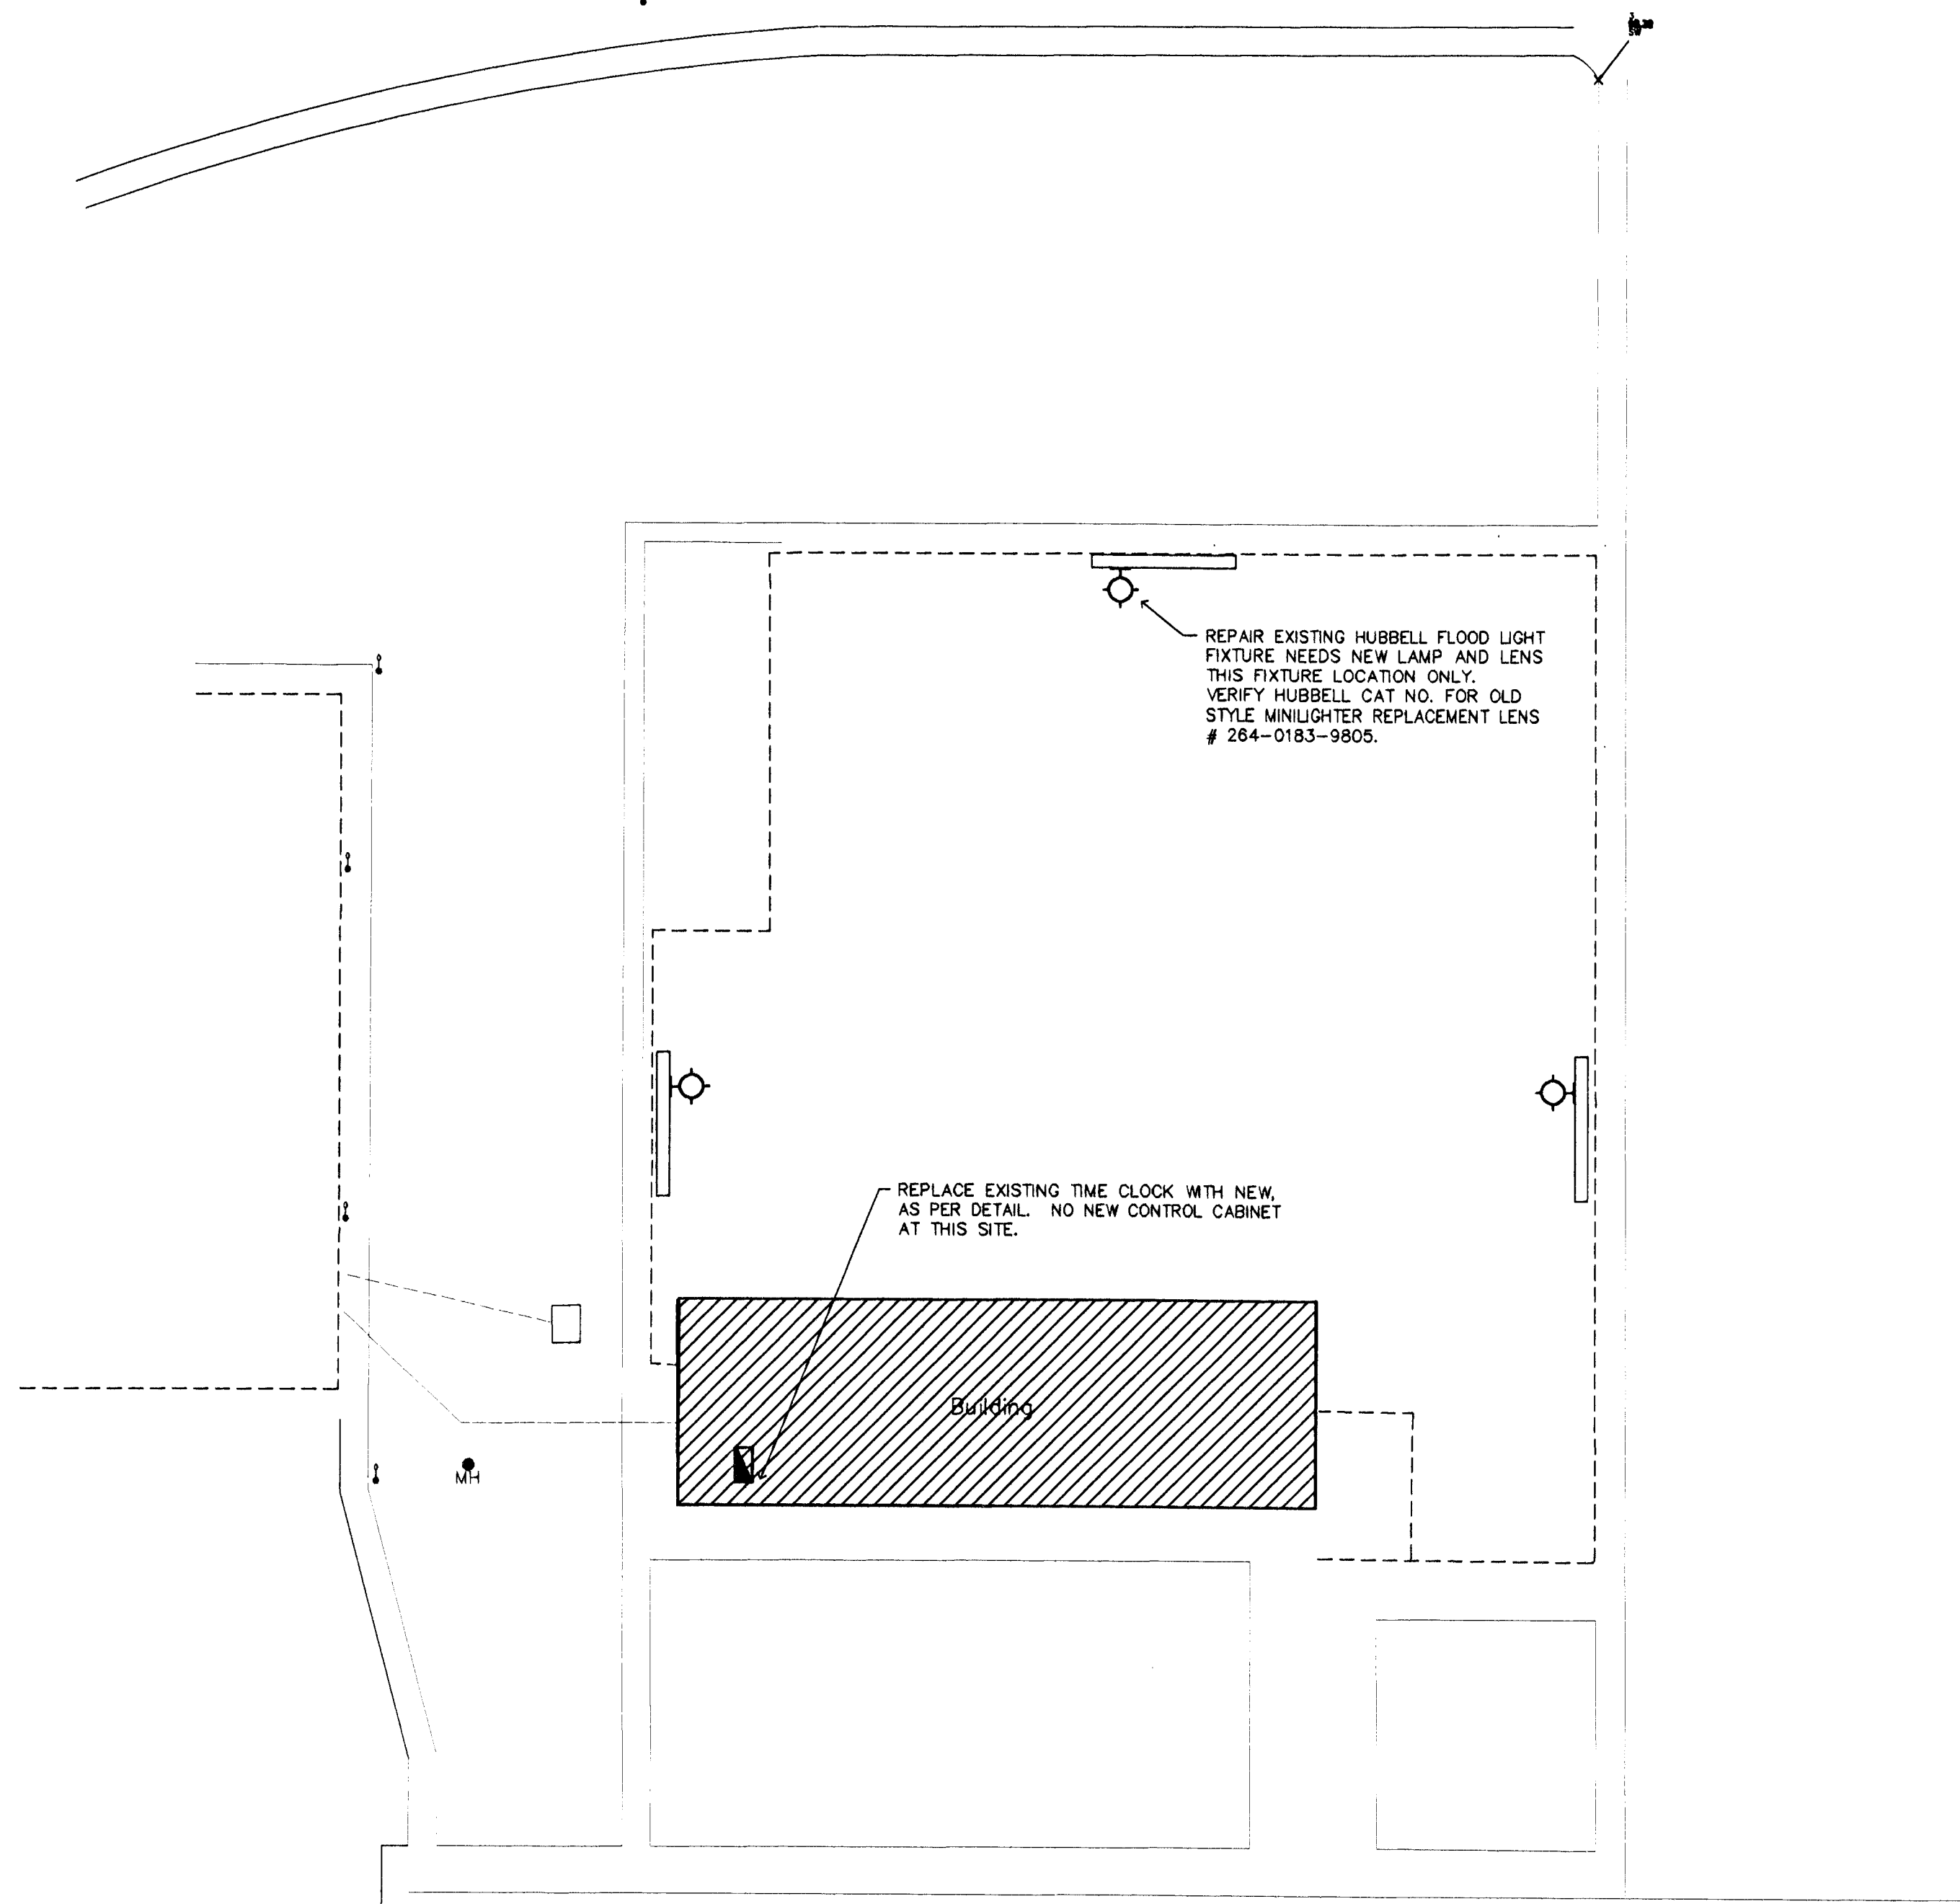 REPAIR EXISTING HUBBELL FLOOD LIGHT
FIXTURE NEEDS NEW LAMP AND LENS
THIS FIXTURE LOCATION ONLY.
VERIFY HUBBELL CAT NO. FOR OLD
STYLE MINILIGHTER REPLACEMENT LENS
# 264-0183-9805.
REPLACE EXISTING TIME CLOCK WITH NEW,
AS PER DETAIL. NO NEW CONTROL CABINET
AT THIS SITE.
Building
MH